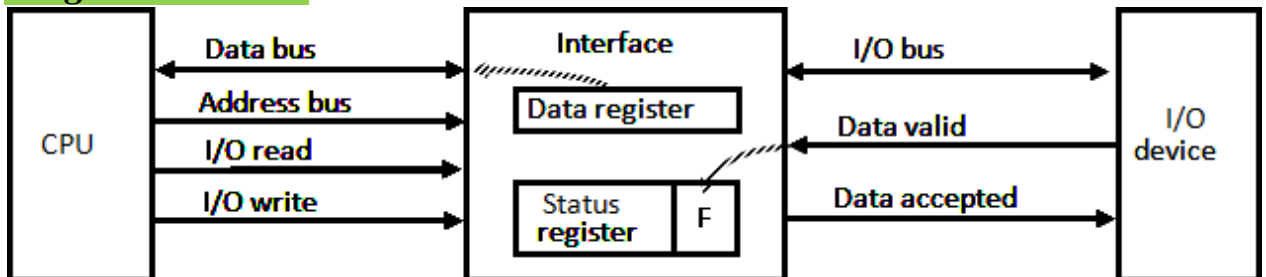 Data bus
Interface
I/O bus
Address bus
Data register
Data valid
CPU
I/O read
I/O
device
I/O write
Status
register
F
Data accepted